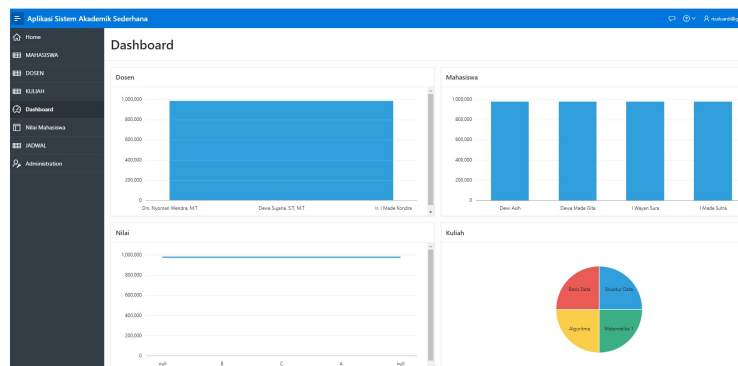 Aplikasi Sistem Akademik Sederhana
Home
MAHASISWA
DOSEN
KULIAH
Dashboard
Nilai Mahasiswa
JADWAL
Administration
Dashboard
Dosen
1,000,000
800,000
600,000
400,000
200,000
0
Drs. Nyoman Wendra, M.T
Dewa Sujana, S.T, M.T
Ir. I Made Kondra
Mahasiswa
1,000,000
800,000
600,000
400,000
200,000
0
Dewi Asih
Dewa Made Gita
I Wayan Sura
I Made Sutra
Nilai
1,000,000
800,000
600,000
400,000
200,000
0
null
B
C
A
null
Kuliah
Basis Data
Struktur Data
Algoritma
Matematika 1